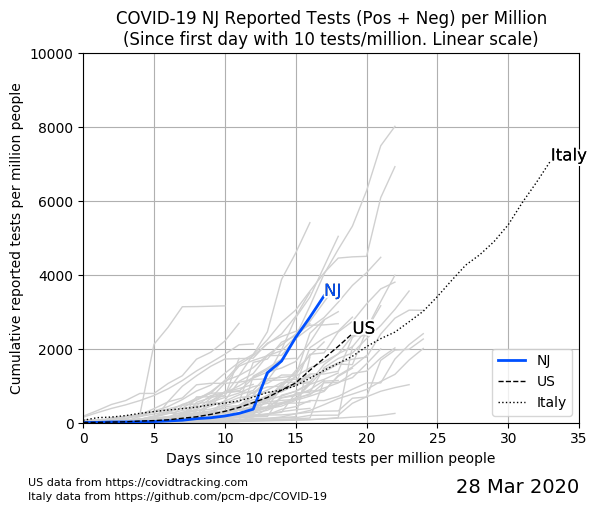 COVID-19 NJ Reported Tests (Pos + Neg) per Million
(Since first day with 10 tests/million. Linear scale)
Cumulative reported tests per million people
10000
8000
6000
4000
2000
0
Italy
NJ
US
NJ
US
Italy
0 5 10 15 20 25 30 35
Days since 10 reported tests per million people
US data from https://covidtracking.com
Italy data from https://github.com/pcm-dpc/COVID-19
28 Mar 2020